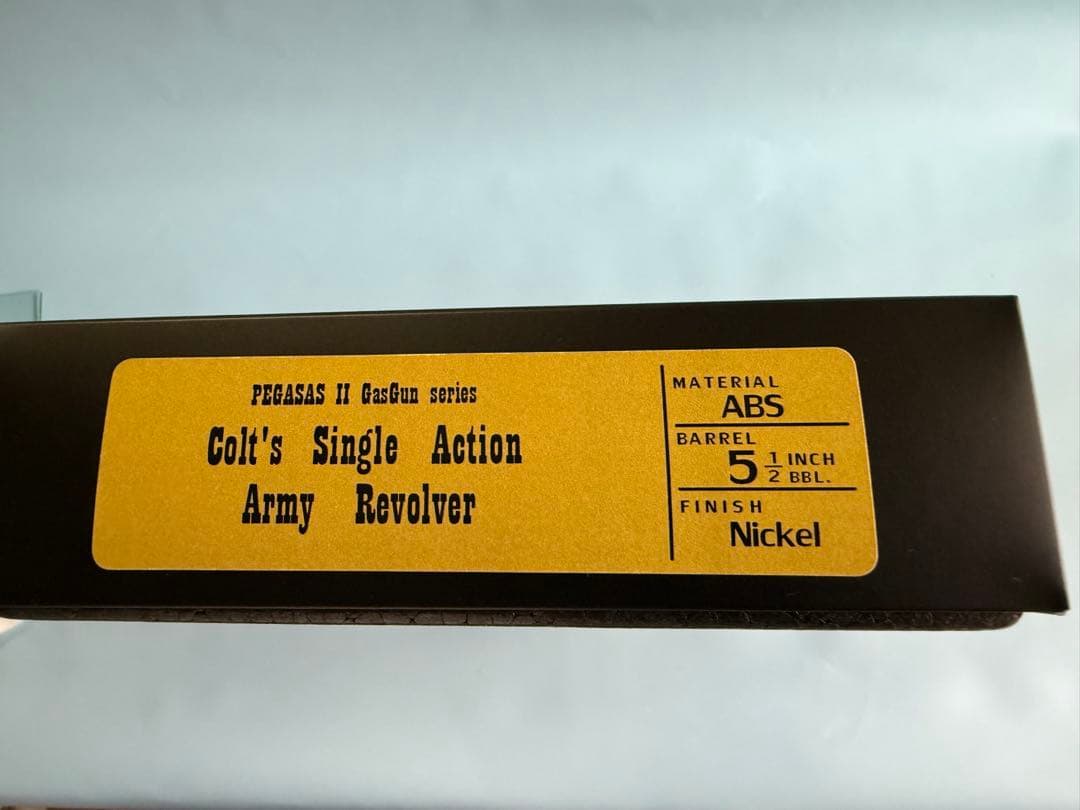 PEGASAS II GasGun series
Colt's Single Action
Army Revolver
MATERIAL
ABS
BARREL
5 1/2 INCH BBL.
FINISH
Nickel